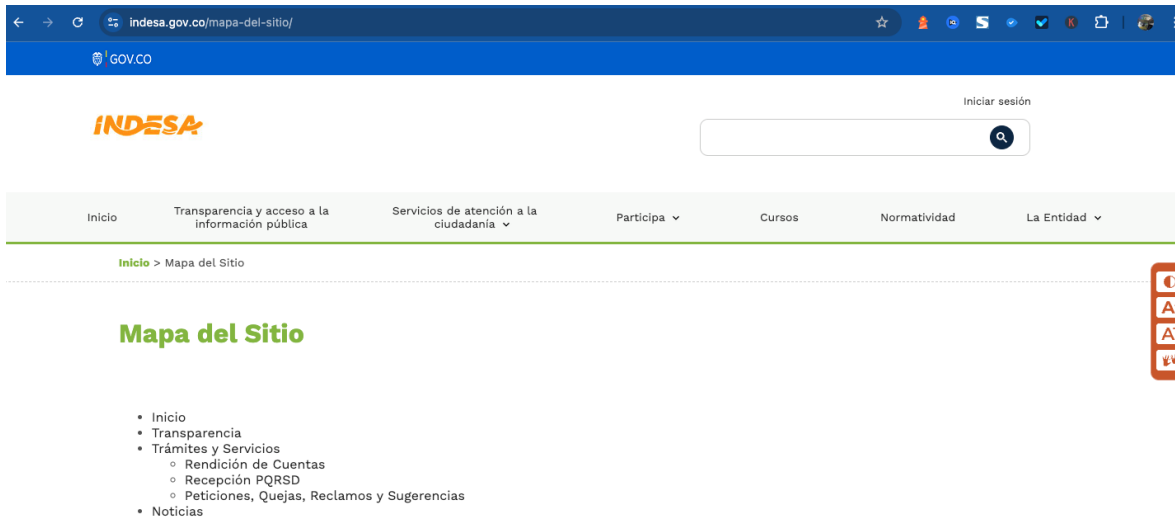 indesa.gov.co/mapa-del-sitio/
GOV.CO
Iniciar sesión
INDESA
Inicio
Transparencia y acceso a la
información pública
Servicios de atención a la
ciudadanía
Participa
Cursos
Normatividad
La Entidad
Inicio > Mapa del Sitio
Mapa del Sitio
• Inicio
• Transparencia
• Trámites y Servicios
◦ Rendición de Cuentas
◦ Recepción PQRSD
◦ Peticiones, Quejas, Reclamos y Sugerencias
• Noticias